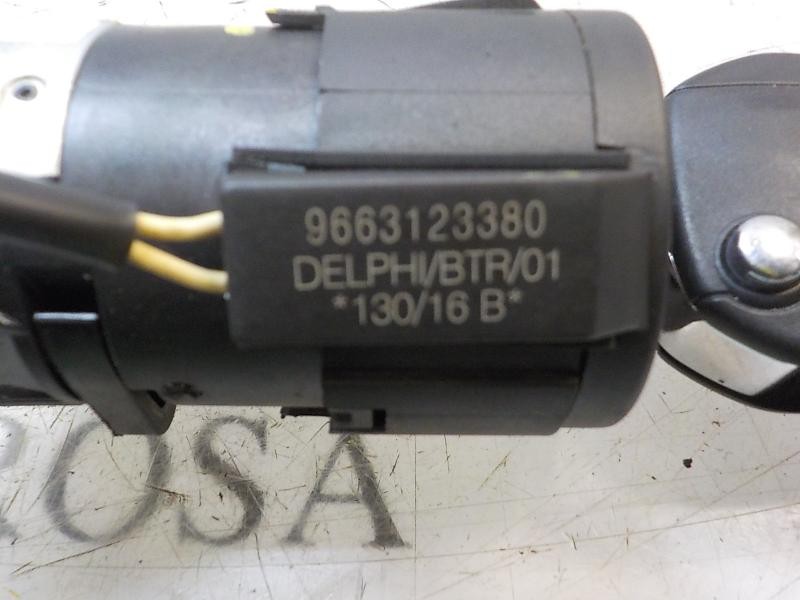 9663123380
DELPHI/BTR/01
*130/16 B*
ROSA